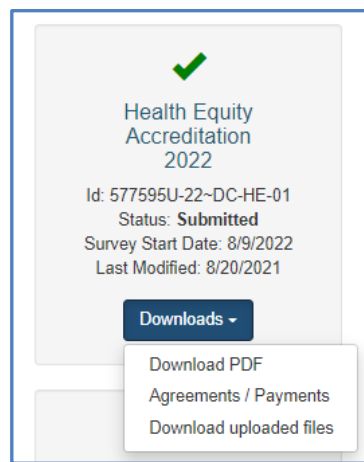 Health Equity
Accreditation
2022
Id: 577595U-22~DC-HE-01
Status: Submitted
Survey Start Date: 8/9/2022
Last Modified: 8/20/2021
Downloads
Download PDF
Agreements / Payments
Download uploaded files